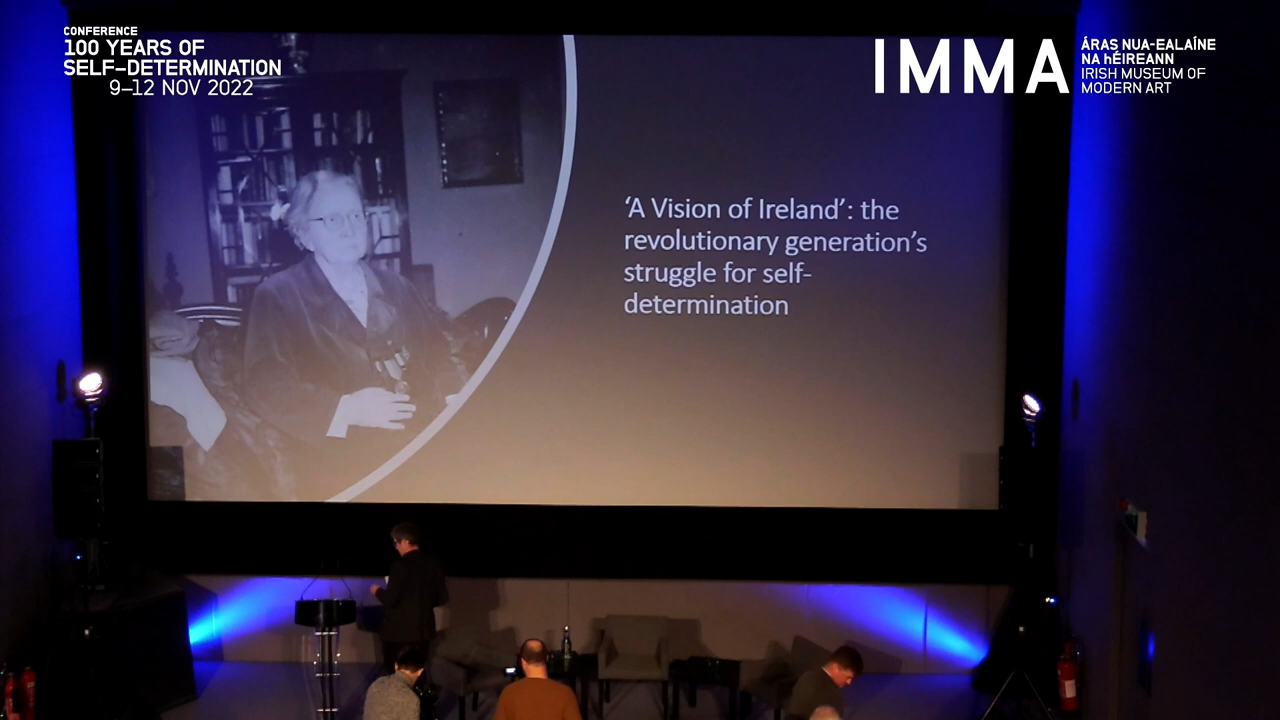 CONFERENCE
100 YEARS OF
SELF–DETERMINATION
9–12 NOV 2022
IMMA
ÁRAS NUA-EALAÍNE
NA hÉIREANN
IRISH MUSEUM OF
MODERN ART
‘A Vision of Ireland’: the
revolutionary generation’s
struggle for self-
determination